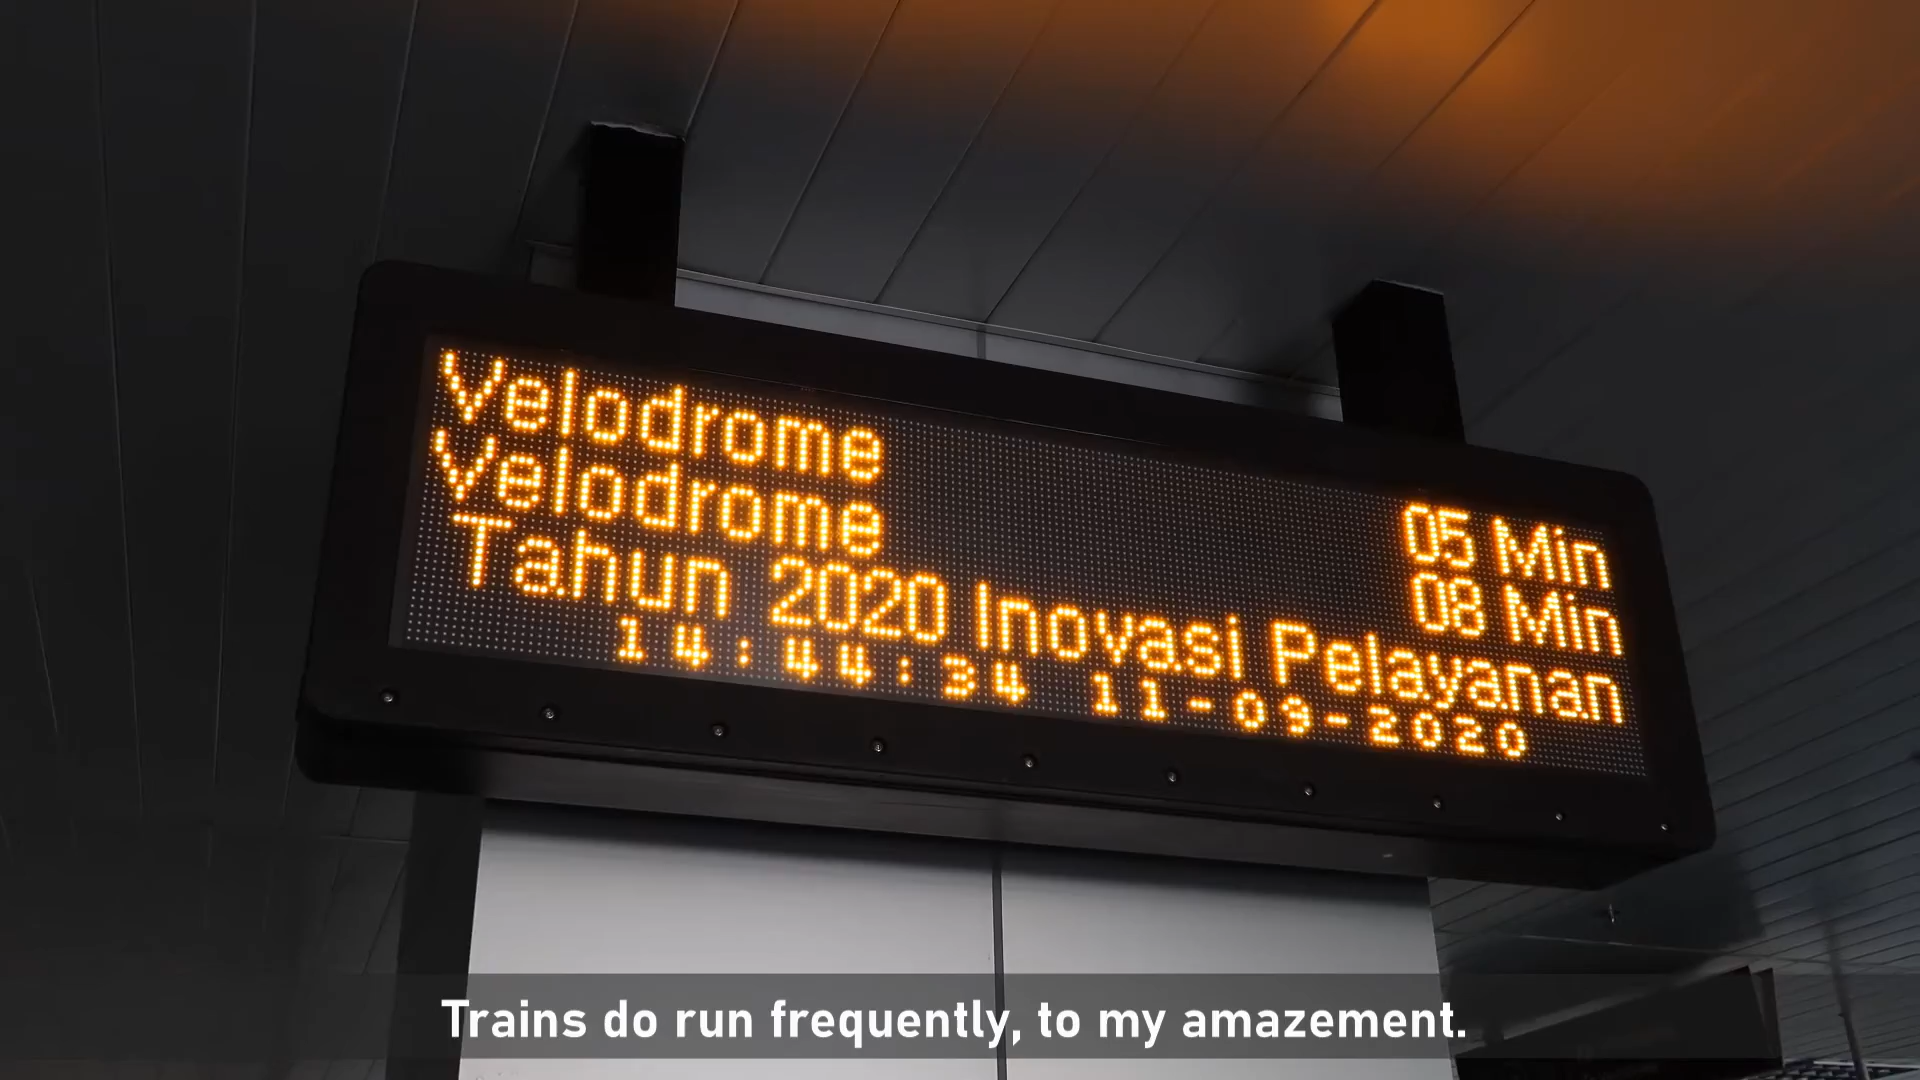 Velodrome 05 Min
Velodrome 08 Min
Tahun 2020 Inovasi Pelayanan
14:44:34 11-09-2020
Trains do run frequently, to my amazement.